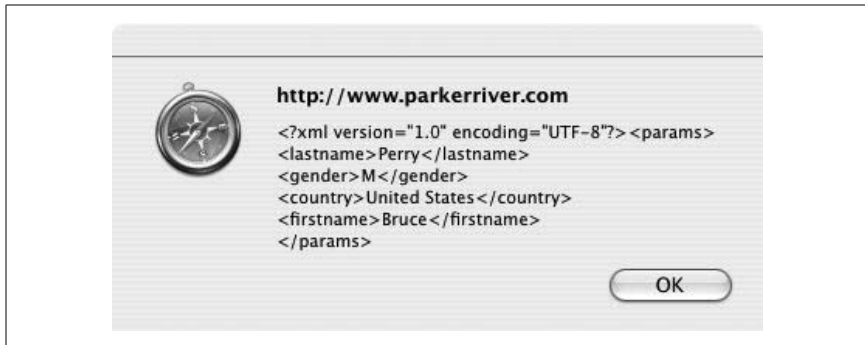 http://www.parkerriver.com
<?xml version="1.0" encoding="UTF-8"?><params>
<lastname>Perry</lastname>
<gender>M</gender>
<country>United States</country>
<firstname>Bruce</firstname>
</params>
OK